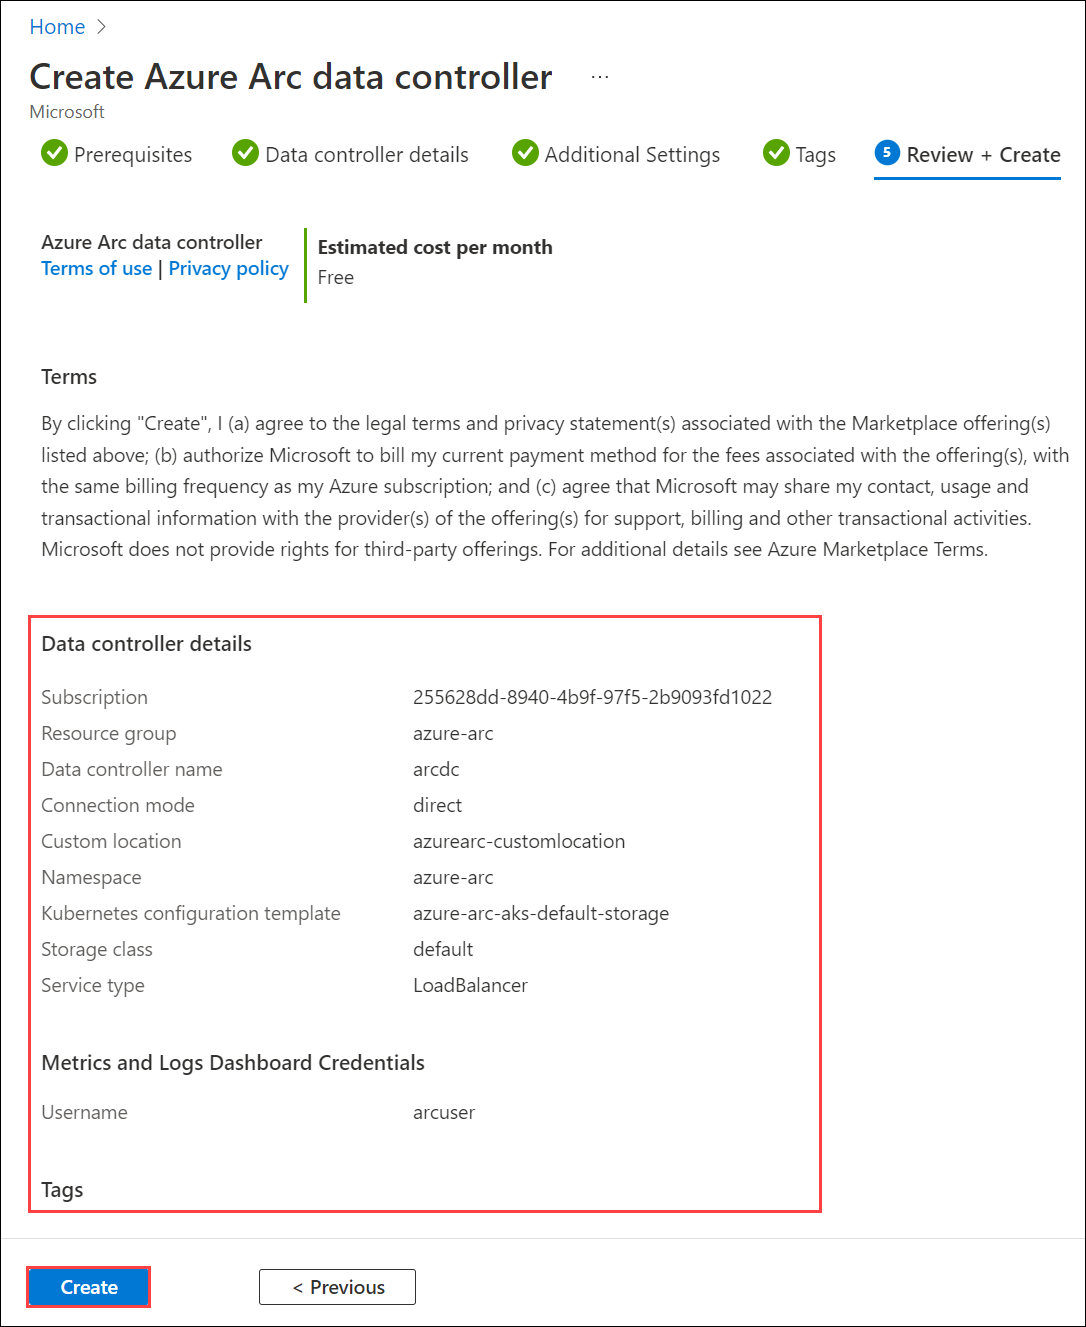 Home >
Create Azure Arc data controller ...
Microsoft
Prerequisites Data controller details Additional Settings Tags 5 Review + Create
Azure Arc data controller
Terms of use | Privacy policy
Estimated cost per month
Free
Terms
By clicking "Create", I (a) agree to the legal terms and privacy statement(s) associated with the Marketplace offering(s)
listed above; (b) authorize Microsoft to bill my current payment method for the fees associated with the offering(s), with
the same billing frequency as my Azure subscription; and (c) agree that Microsoft may share my contact, usage and
transactional information with the provider(s) of the offering(s) for support, billing and other transactional activities.
Microsoft does not provide rights for third-party offerings. For additional details see Azure Marketplace Terms.
Data controller details
Subscription 255628dd-8940-4b9f-97f5-2b9093fd1022
Resource group azure-arc
Data controller name arcdc
Connection mode direct
Custom location azurearc-customlocation
Namespace azure-arc
Kubernetes configuration template azure-arc-aks-default-storage
Storage class default
Service type LoadBalancer
Metrics and Logs Dashboard Credentials
Username arcuser
Tags
Create < Previous